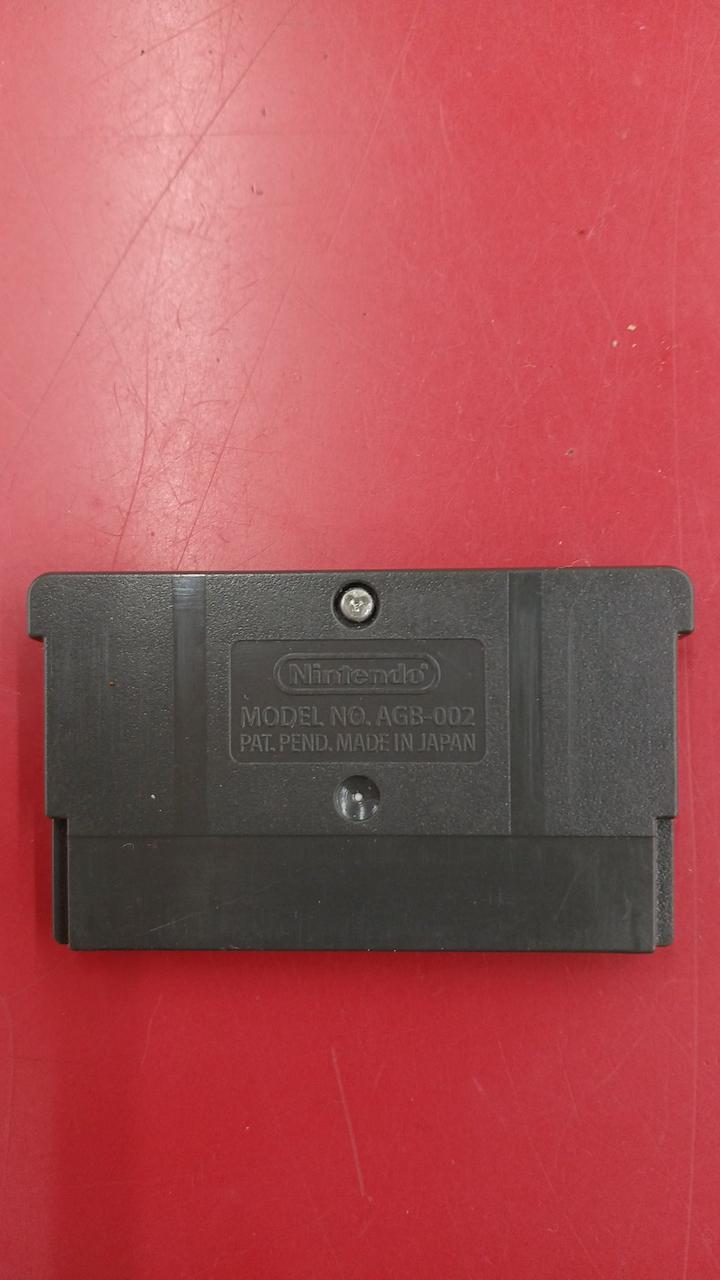 Nintendo
MODEL NO. AGB-002
PAT. PEND. MADE IN JAPAN